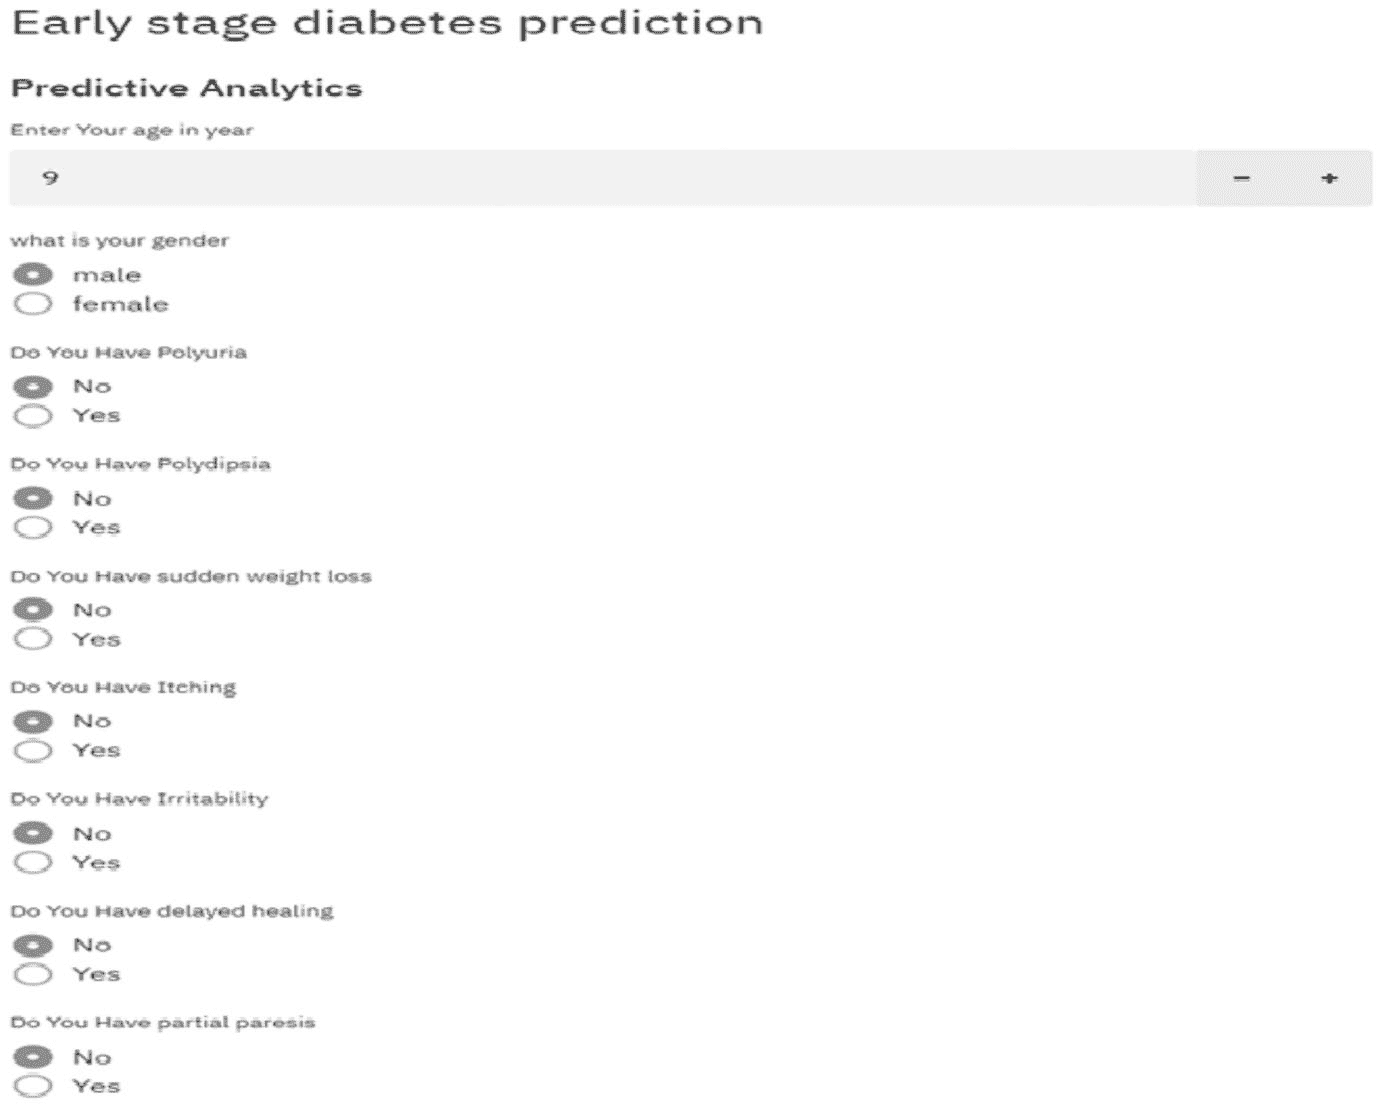 Early stage diabetes prediction
Predictive Analytics
Enter Your age in year
9
− +
what is your gender
male
female
Do You Have Polyuria
No
Yes
Do You Have Polydipsia
No
Yes
Do You Have sudden weight loss
No
Yes
Do You Have Itching
No
Yes
Do You Have Irritability
No
Yes
Do You Have delayed healing
No
Yes
Do You Have partial paresis
No
Yes